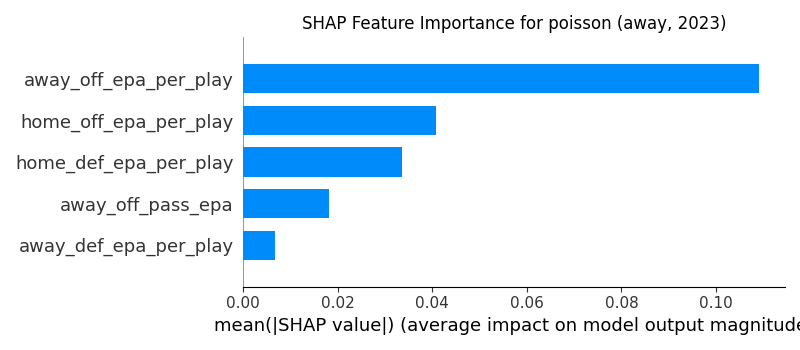 SHAP Feature Importance for poisson (away, 2023)
away_off_epa_per_play
home_off_epa_per_play
home_def_epa_per_play
away_off_pass_epa
away_def_epa_per_play
0.00 0.02 0.04 0.06 0.08 0.10
mean(|SHAP value|) (average impact on model output magnitude